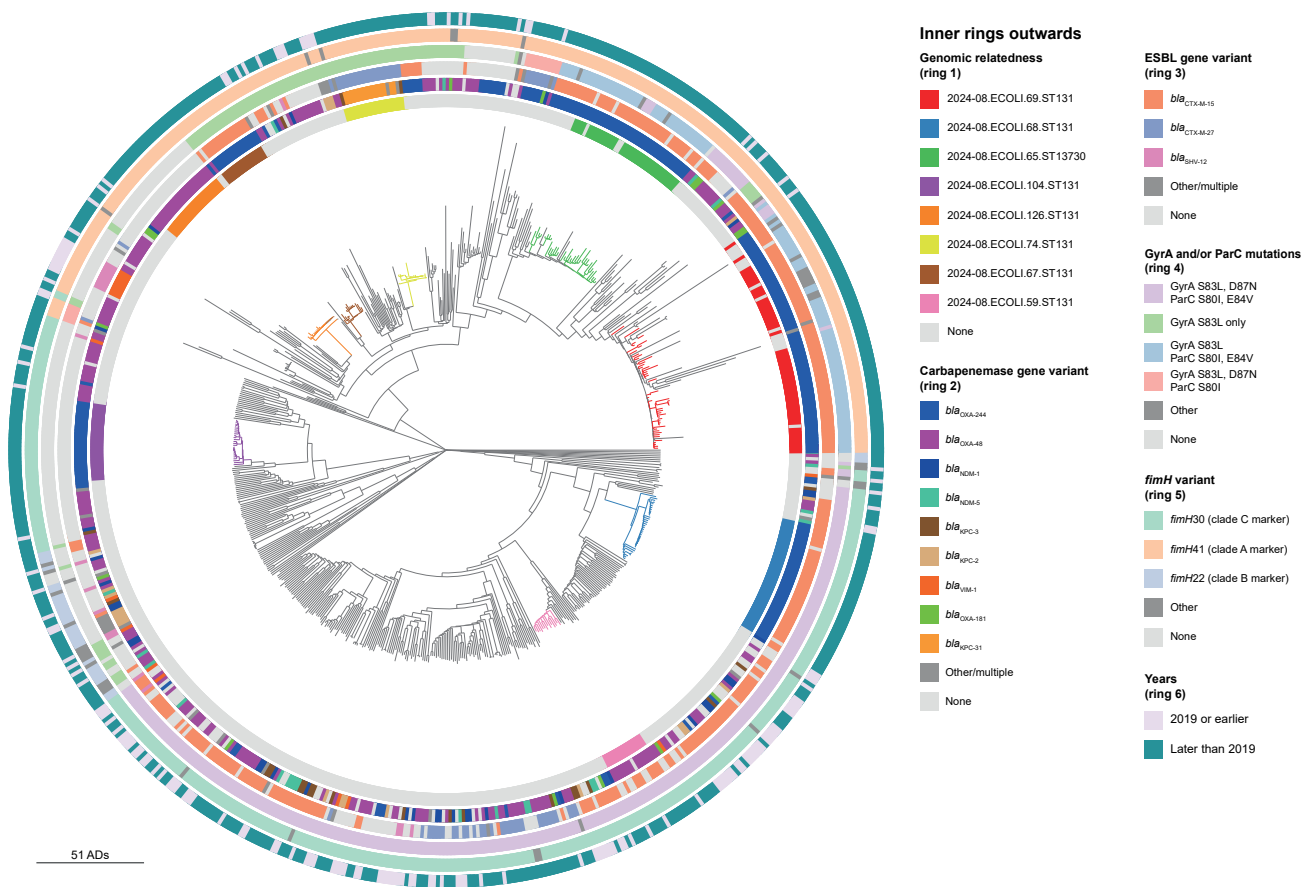 Inner rings outwards
Genomic relatedness
(ring 1)
2024-08.ECOLI.69.ST131
2024-08.ECOLI.68.ST131
2024-08.ECOLI.65.ST13730
2024-08.ECOLI.104.ST131
2024-08.ECOLI.126.ST131
2024-08.ECOLI.74.ST131
2024-08.ECOLI.67.ST131
2024-08.ECOLI.59.ST131
None
Carbapenemase gene variant
(ring 2)
blaOXA-244
blaOXA-48
blaNDM-1
blaNDM-5
blaKPC-3
blaKPC-2
blaVIM-1
blaOXA-181
blaKPC-31
Other/multiple
None
ESBL gene variant
(ring 3)
blaCTX-M-15
blaCTX-M-27
blaSHV-12
Other/multiple
None
GyrA and/or ParC mutations
(ring 4)
GyrA S83L, D87N
ParC S80I, E84V
GyrA S83L only
GyrA S83L
ParC S80I, E84V
GyrA S83L, D87N
ParC S80I
Other
None
fimH variant
(ring 5)
fimH30 (clade C marker)
fimH41 (clade A marker)
fimH22 (clade B marker)
Other
None
Years
(ring 6)
2019 or earlier
Later than 2019
51 ADs